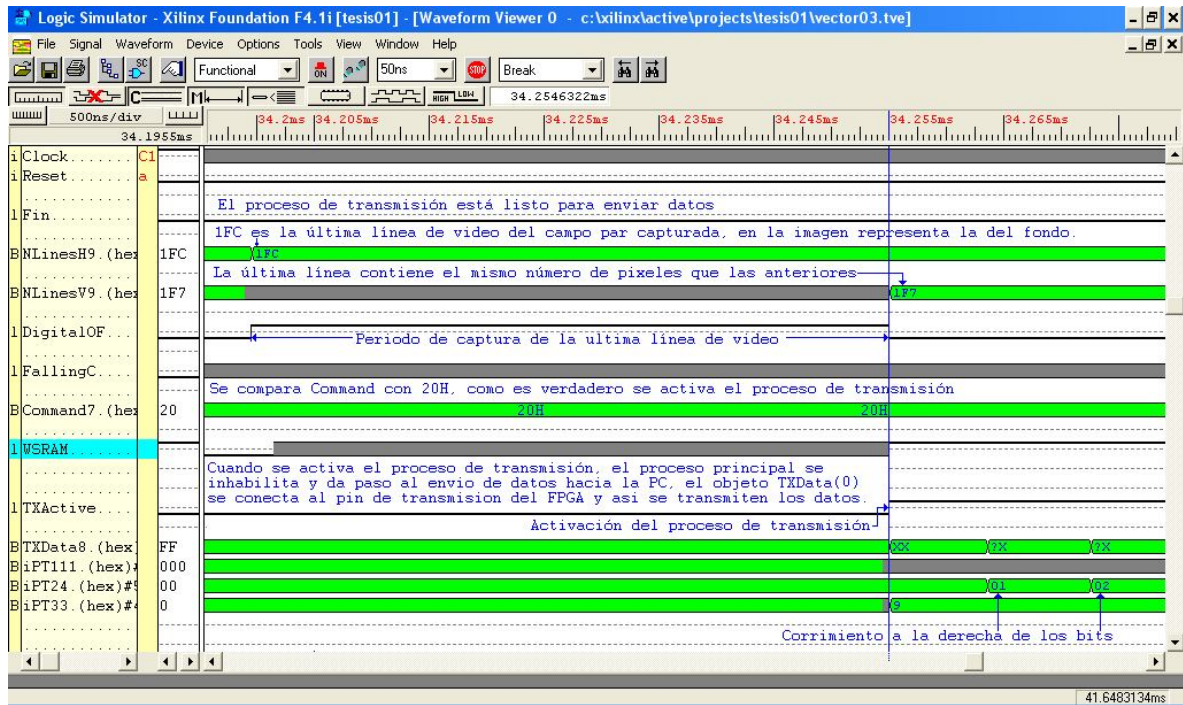 Logic Simulator - Xilinx Foundation F4.1i [tesis01] - [Waveform Viewer 0 - c:\xilinx\active\projects\tesis01\vector03.tve]
File Signal Waveform Device Options Tools View Window Help
Functional ON 50ns STOP Break
HIGH LOW 34.2546322ms
500ns/div 34.2ms 34.205ms 34.215ms 34.225ms 34.235ms 34.245ms 34.255ms 34.265ms
34.1955ms
i Clock........ C1
i Reset....... a
El proceso de transmisión está listo para enviar datos
l Fin.........
1FC es la última línea de video del campo par capturada, en la imagen representa la del fondo.
B NLinesH9.(hex 1FC 1FC
La última línea contiene el mismo número de pixeles que las anteriores
B NLinesV9.(hex 1F7 1F7
l DigitalOF...
Periodo de captura de la ultima línea de video
l FallingC....
Se compara Command con 20H, como es verdadero se activa el proceso de transmisión
B Command7.(hex 20 20H 20H
l WSRAM.......
Cuando se activa el proceso de transmisión, el proceso principal se
inhabilita y da paso al envio de datos hacia la PC, el objeto TXData(0)
se conecta al pin de transmision del FPGA y asi se transmiten los datos.
l TXActive....
Activación del proceso de transmisión
B TXData8.(hex) FF XX ?X ?X
B iPT111.(hex)# 000
B iPT24.(hex)#5 00 01 02
B iPT33.(hex)#4 0 9
Corrimiento a la derecha de los bits
41.6483134ms